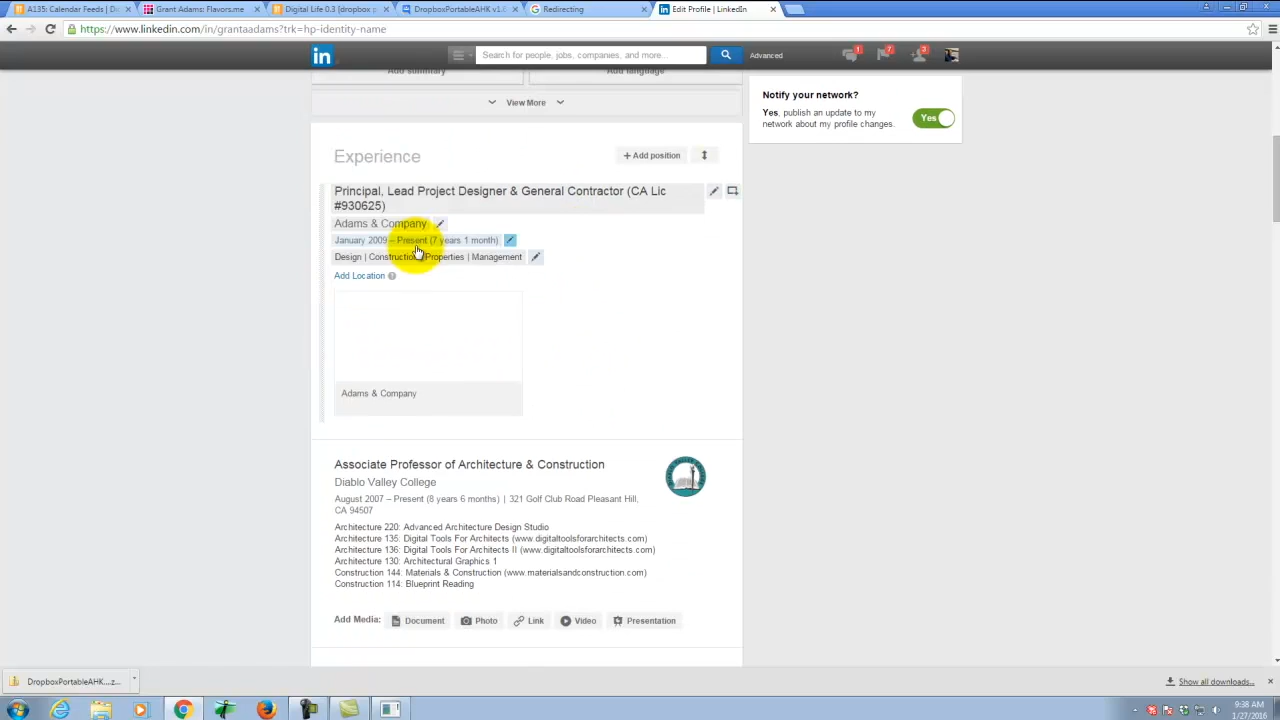 A135: Calendar Feeds | Di
Grant Adams: Flavors.me
Digital Life 0.3 [dropbox p
DropboxPortableAHK v1.6
Redirecting
Edit Profile | LinkedIn
https://www.linkedin.com/in/grantaadams?trk=hp-identity-name
in
Search for people, jobs, companies, and more...
Advanced
1
7
3
Add summary
Add language
View More
Notify your network?
Yes, publish an update to my
network about my profile changes.
Yes
Experience
+ Add position
Principal, Lead Project Designer & General Contractor (CA Lic
#930625)
Adams & Company
January 2009 – Present (7 years 1 month)
Design | Construction | Properties | Management
Add Location
Adams & Company
Associate Professor of Architecture & Construction
Diablo Valley College
August 2007 – Present (8 years 6 months) | 321 Golf Club Road Pleasant Hill,
CA 94507
Architecture 220: Advanced Architecture Design Studio
Architecture 135: Digital Tools For Architects (www.digitaltoolsforarchitects.com)
Architecture 136: Digital Tools For Architects II (www.digitaltoolsforarchitects.com)
Architecture 130: Architectural Graphics 1
Construction 144: Materials & Construction (www.materialsandconstruction.com)
Construction 114: Blueprint Reading
Add Media: Document Photo Link Video Presentation
DropboxPortableAHK....z...
Show all downloads...
9:38 AM
1/27/2016